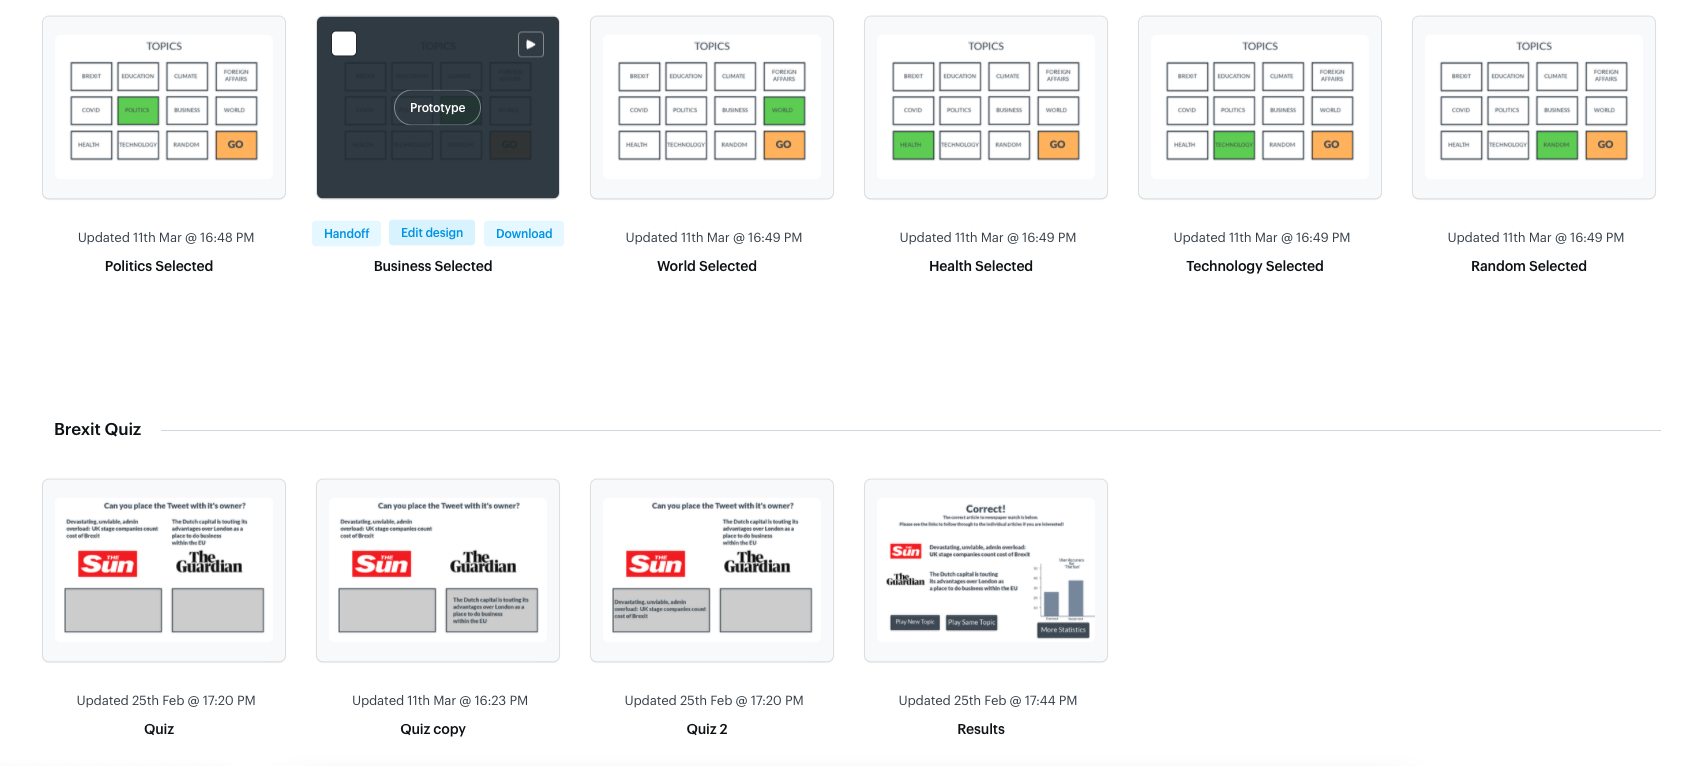 TOPICS
BREXIT EDUCATION CLIMATE FOREIGN AFFAIRS
COVID POLITICS BUSINESS WORLD
HEALTH TECHNOLOGY RANDOM GO
Updated 11th Mar @ 16:48 PM
Politics Selected
TOPICS
Prototype
GO
Handoff Edit design Download
Business Selected
TOPICS
BREXIT EDUCATION CLIMATE FOREIGN AFFAIRS
COVID POLITICS BUSINESS WORLD
HEALTH TECHNOLOGY RANDOM GO
Updated 11th Mar @ 16:49 PM
World Selected
TOPICS
BREXIT EDUCATION CLIMATE FOREIGN AFFAIRS
COVID POLITICS BUSINESS WORLD
HEALTH TECHNOLOGY RANDOM GO
Updated 11th Mar @ 16:49 PM
Health Selected
TOPICS
BREXIT EDUCATION CLIMATE FOREIGN AFFAIRS
COVID POLITICS BUSINESS WORLD
HEALTH TECHNOLOGY RANDOM GO
Updated 11th Mar @ 16:49 PM
Technology Selected
TOPICS
BREXIT EDUCATION CLIMATE FOREIGN AFFAIRS
COVID POLITICS BUSINESS WORLD
HEALTH TECHNOLOGY RANDOM GO
Updated 11th Mar @ 16:49 PM
Random Selected
Brexit Quiz
Can you place the Tweet with it's owner?
Devastating, unviable, admin
overload: UK stage companies count
cost of Brexit
The Dutch capital is touting its
advantages over London as a
place to do business
within the EU
THE Sun
The Guardian
Updated 25th Feb @ 17:20 PM
Quiz
Can you place the Tweet with it's owner?
Devastating, unviable, admin
overload: UK stage companies count
cost of Brexit
THE Sun
The Guardian
The Dutch capital is touting its
advantages over London as a
place to do business
within the EU
Updated 11th Mar @ 16:23 PM
Quiz copy
Can you place the Tweet with it's owner?
The Dutch capital is touting its
advantages over London as a
place to do business
within the EU
THE Sun
The Guardian
Devastating, unviable, admin
overload: UK stage companies count
cost of Brexit
Updated 25th Feb @ 17:20 PM
Quiz 2
Correct!
The correct article to newspaper match is below.
Please see the links to follow through to the individual articles if you are interested!
THE Sun
Devastating, unviable, admin overload:
UK stage companies count cost of Brexit
The Guardian
The Dutch capital is touting
its advantages over London as
a place to do business within the EU
User Accuracy
for
"The Sun"
Play New Topic Play Same Topic
More Statistics
Updated 25th Feb @ 17:44 PM
Results